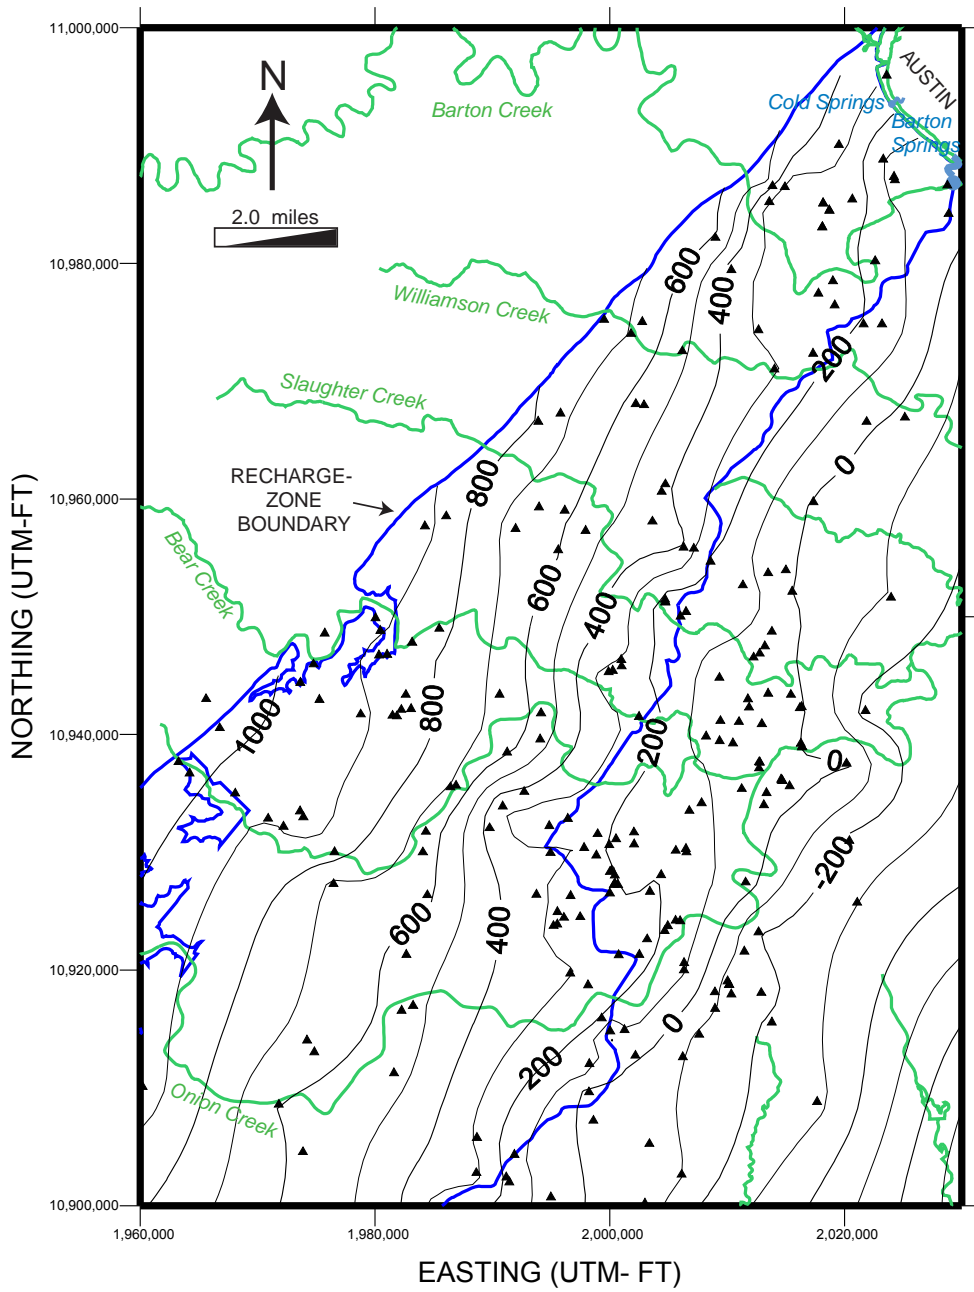 11,000,000
AUSTIN
N
Cold Springs
Barton Creek
Barton
Springs
2.0 miles
10,980,000
600
400
Williamson Creek
200
Slaughter Creek
0
800
RECHARGE-
ZONE
BOUNDARY
10,960,000
Bear Creek
600
400
NORTHING (UTM-FT)
800
1000
200
10,940,000
0
-200
600
400
10,920,000
0
200
Onion Creek
10,900,000
1,960,000
1,980,000
2,000,000
2,020,000
EASTING (UTM- FT)